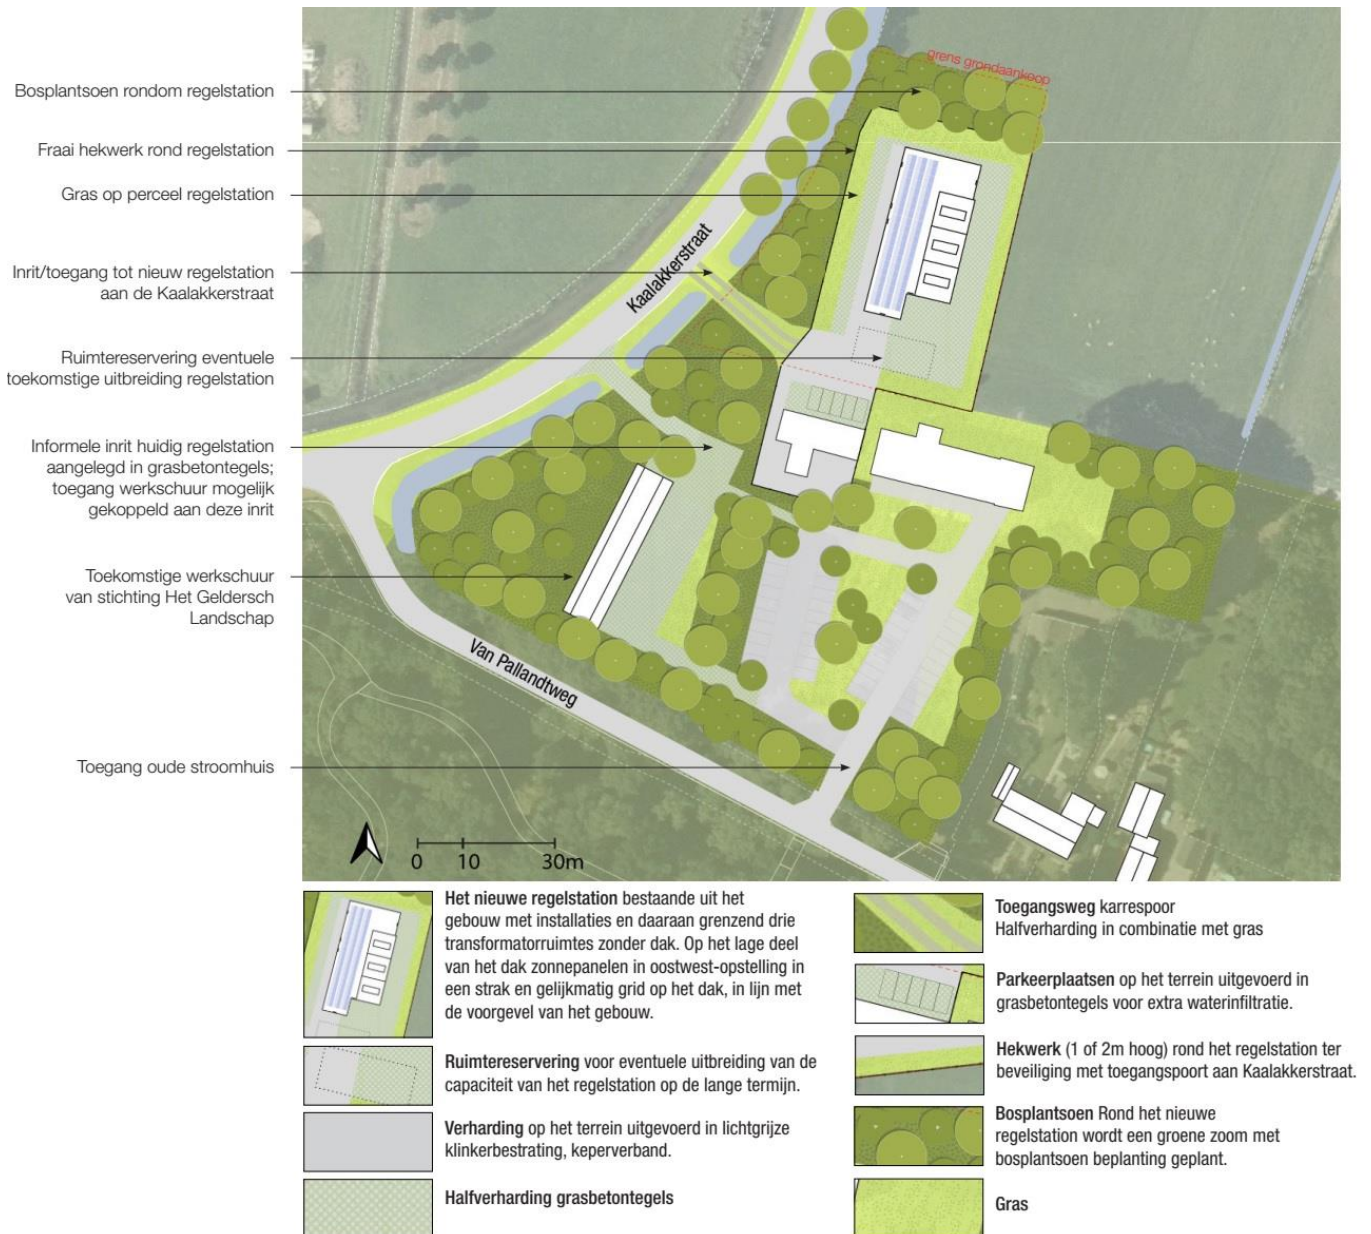 grens grondaankoop
Bosplantsoen rondom regelstation
Fraai hekwerk rond regelstation
Gras op perceel regelstation
Inrit/toegang tot nieuw regelstation
aan de Kaalakkerstraat
Ruimtereservering eventuele
toekomstige uitbreiding regelstation
Informele inrit huidig regelstation
aangelegd in grasbetontegels;
toegang werkschuur mogelijk
gekoppeld aan deze inrit
Toekomstige werkschuur
van stichting Het Geldersch
Landschap
Toegang oude stroomhuis
Kaalakkerstraat
Van Pallandtweg
0 10 30m
Het nieuwe regelstation bestaande uit het
gebouw met installaties en daaraan grenzend drie
transformatorruimtes zonder dak. Op het lage deel
van het dak zonnepanelen in oostwest-opstelling in
een strak en gelijkmatig grid op het dak, in lijn met
de voorgevel van het gebouw.
Ruimtereservering voor eventuele uitbreiding van de
capaciteit van het regelstation op de lange termijn.
Verharding op het terrein uitgevoerd in lichtgrijze
klinkerbestrating, keperverband.
Halfverharding grasbetontegels
Toegangsweg karrespoor
Halfverharding in combinatie met gras
Parkeerplaatsen op het terrein uitgevoerd in
grasbetontegels voor extra waterinfiltratie.
Hekwerk (1 of 2m hoog) rond het regelstation ter
beveiliging met toegangspoort aan Kaalakkerstraat.
Bosplantsoen Rond het nieuwe
regelstation wordt een groene zoom met
bosplantsoen beplanting geplant.
Gras